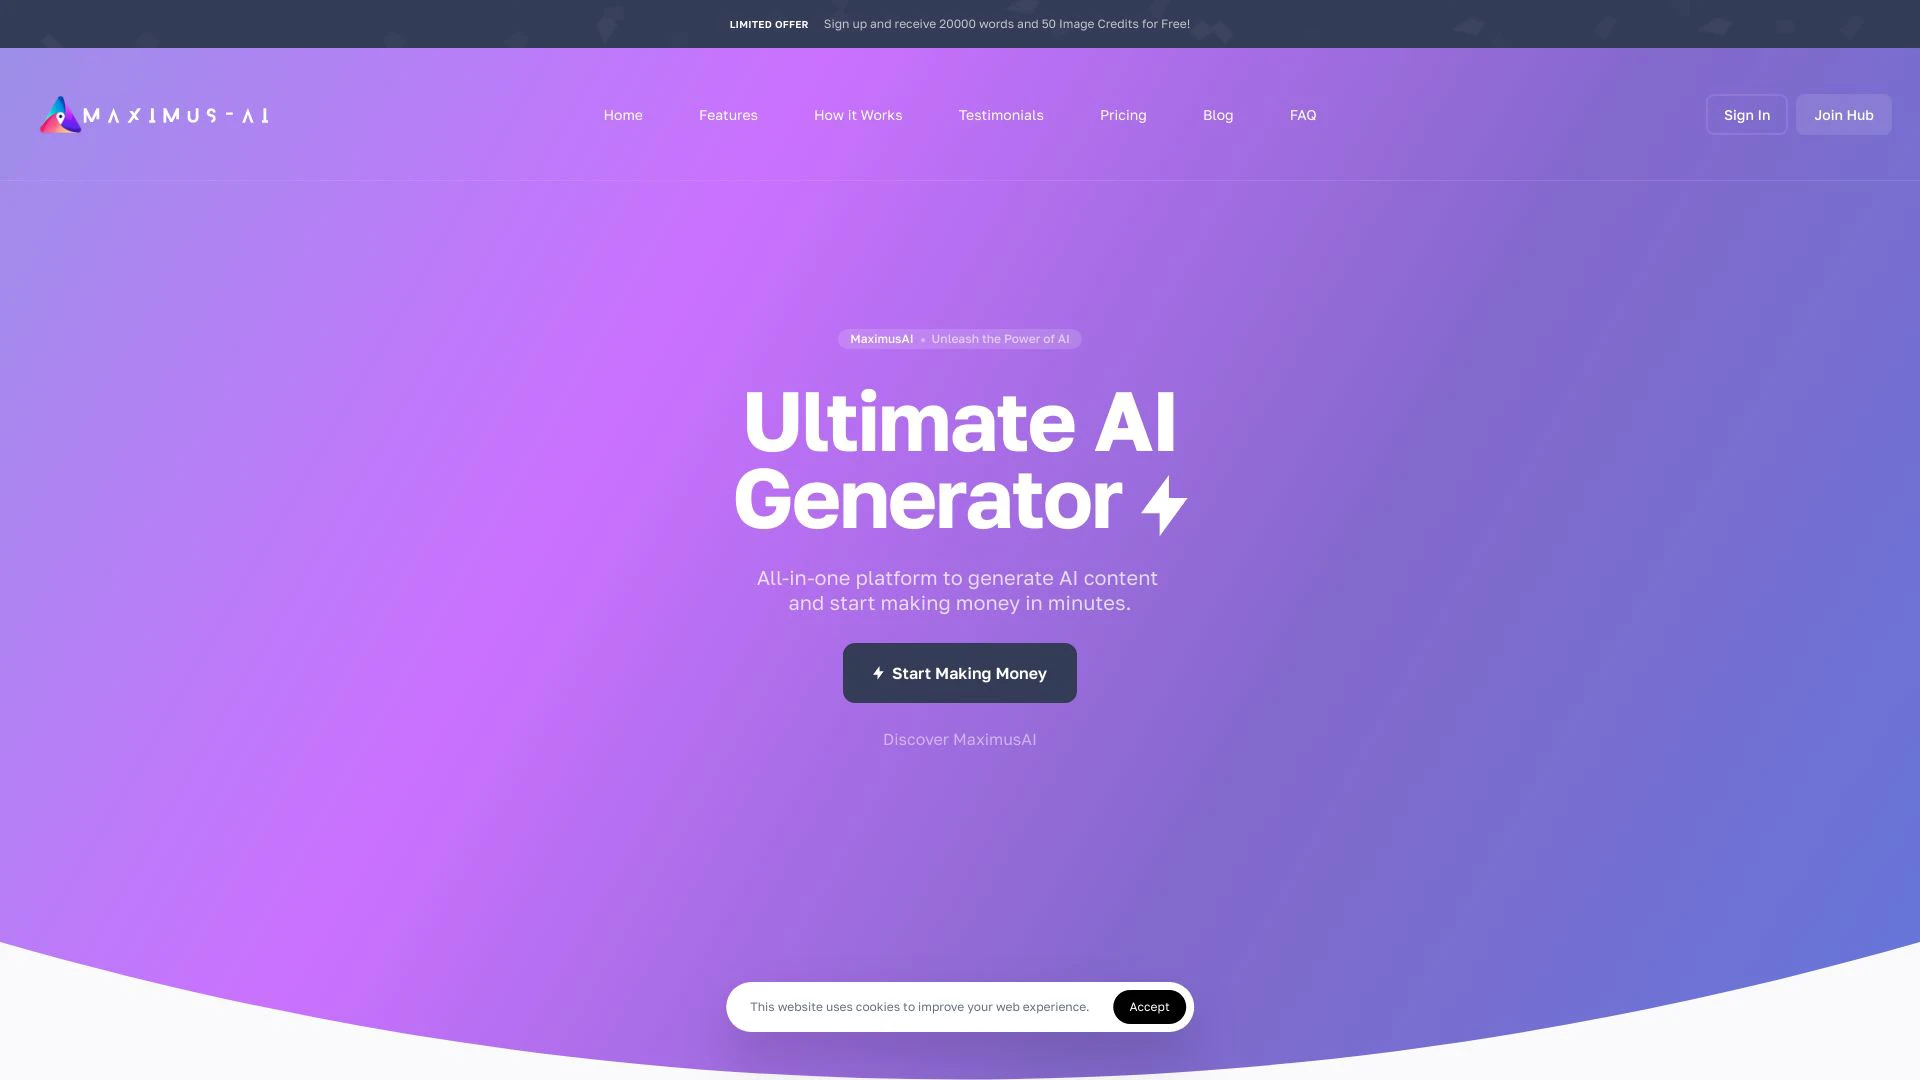 LIMITED OFFER Sign up and receive 20000 words and 50 Image Credits for Free!
MAXIMUS-AI
Home
Features
How it Works
Testimonials
Pricing
Blog
FAQ
Sign In
Join Hub
MaximusAI • Unleash the Power of AI
Ultimate AI
Generator
All-in-one platform to generate AI content
and start making money in minutes.
Start Making Money
Discover MaximusAI
This website uses cookies to improve your web experience.
Accept